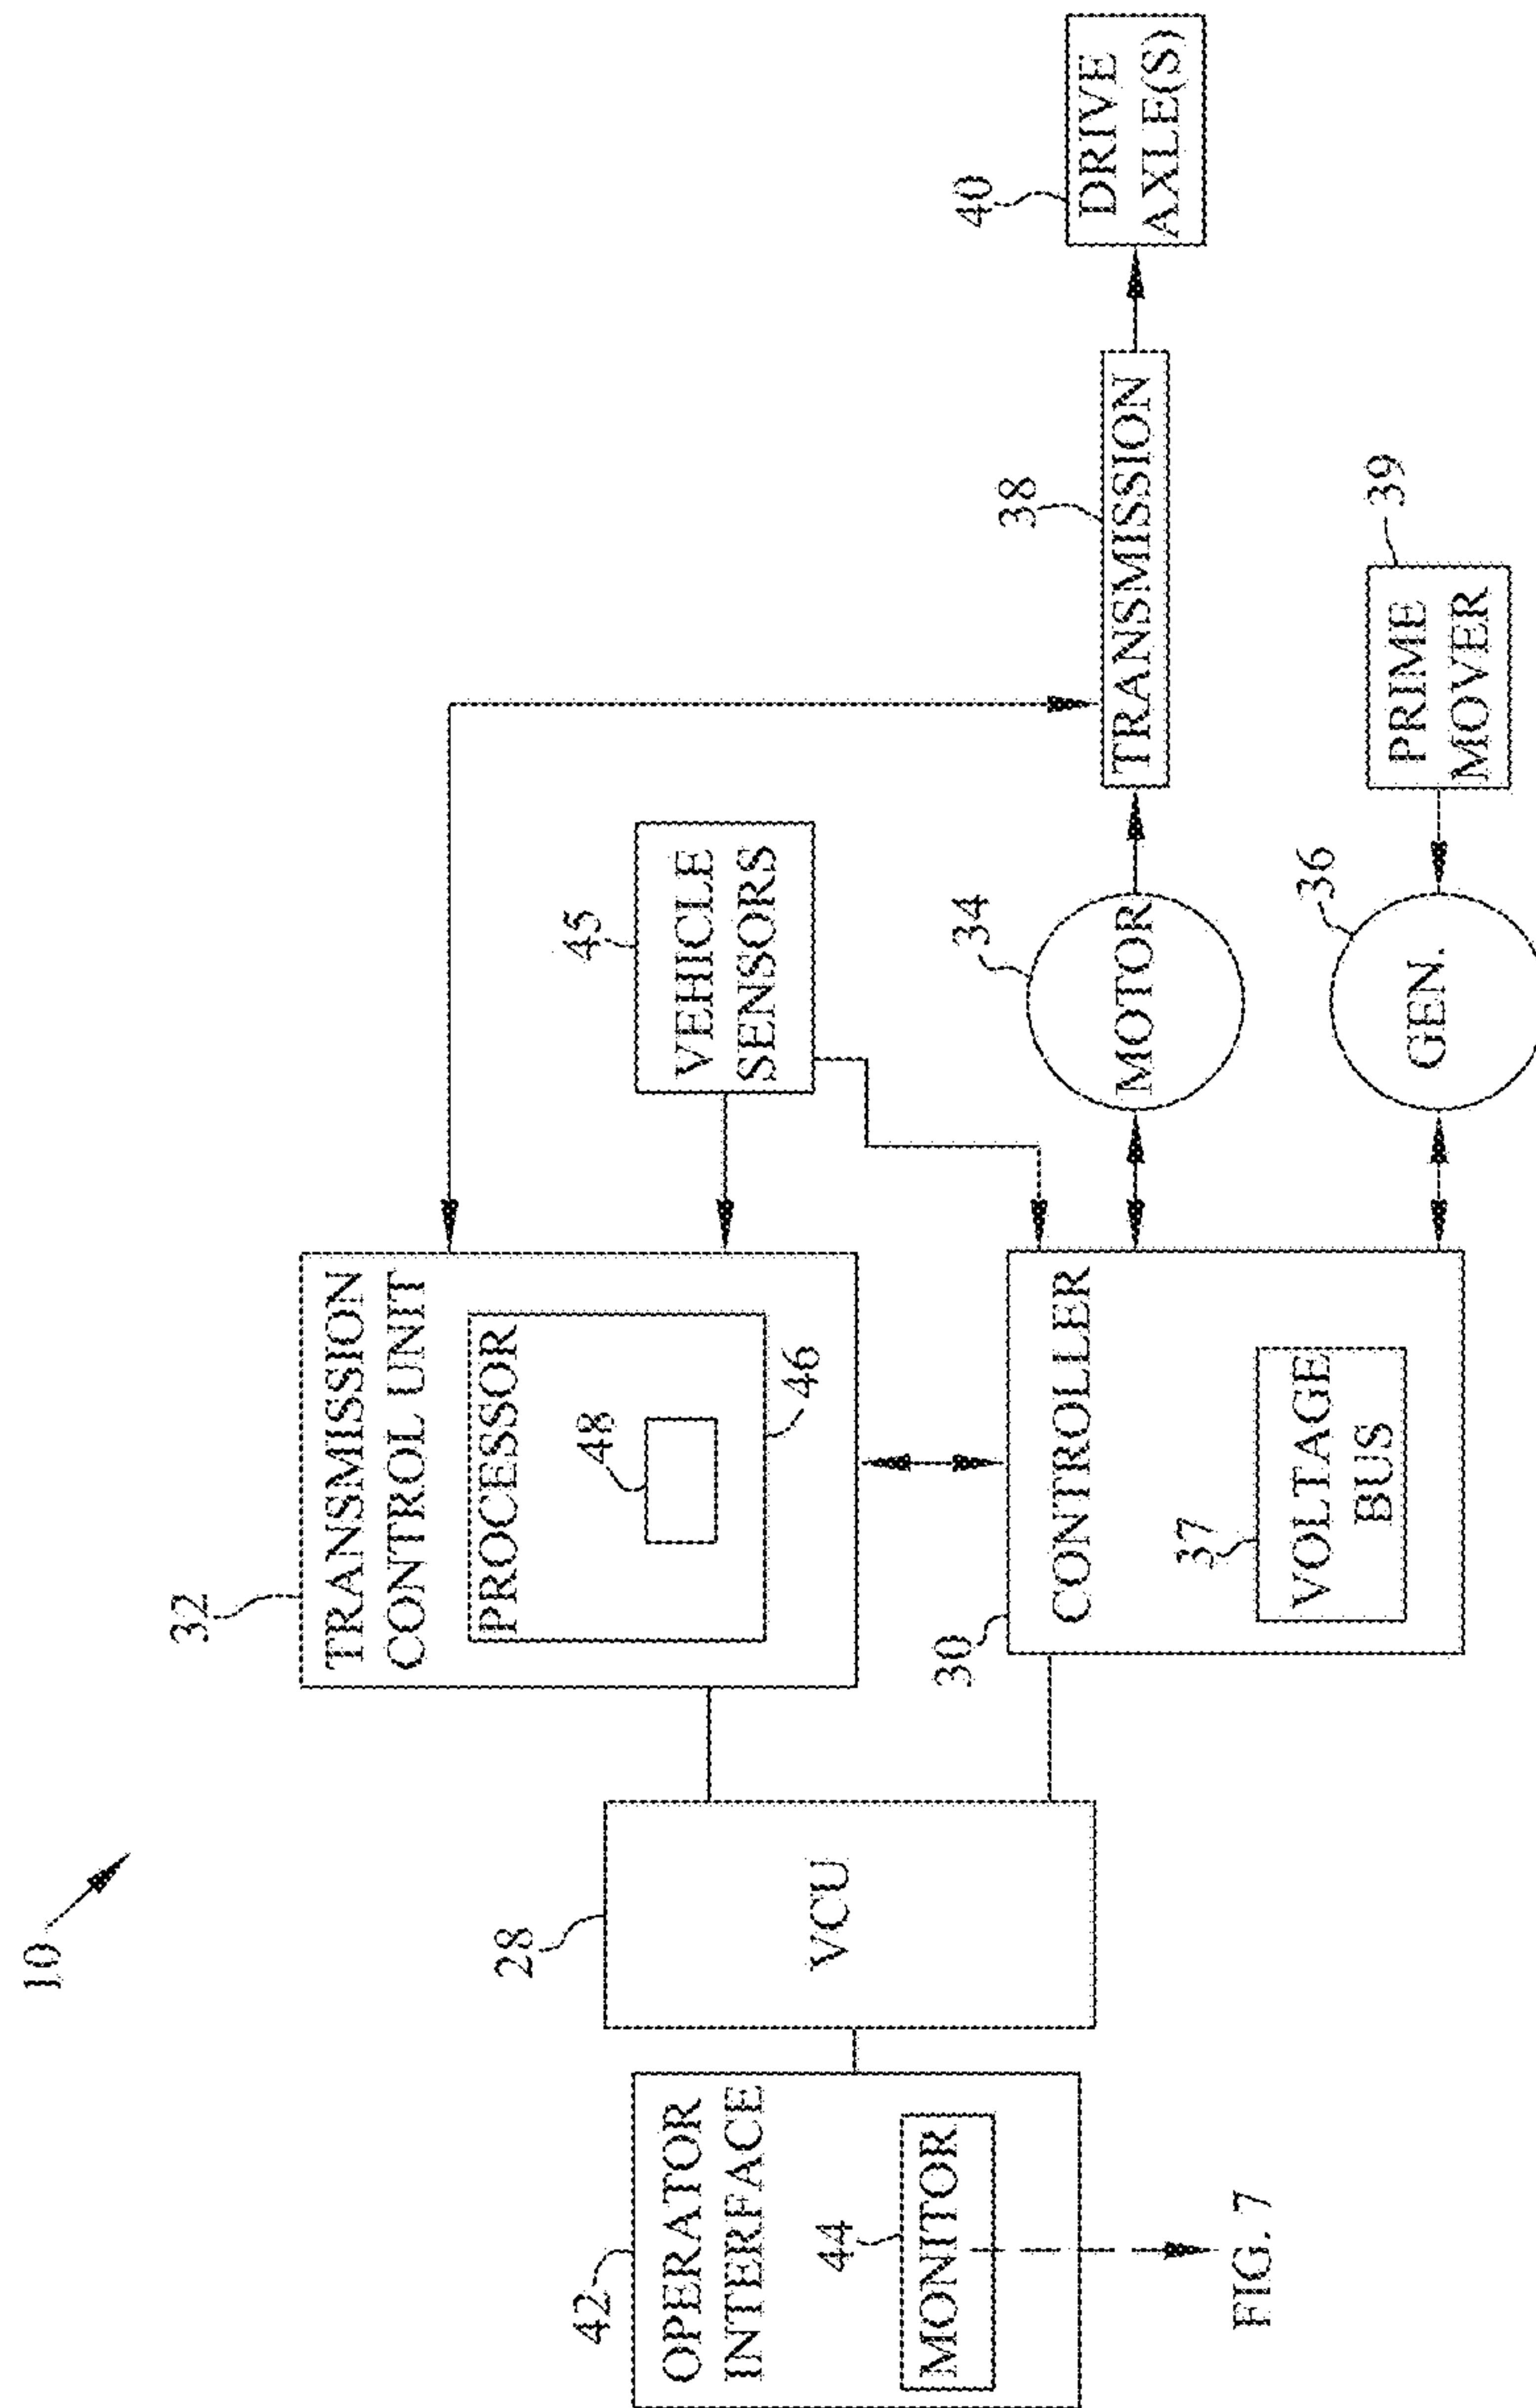 10
32
TRANSMISSION
CONTROL UNIT
PROCESSOR
48
46
45
VEHICLE
SENSORS
42
OPERATOR
INTERFACE
44
MONITOR
28
VCU
30
CONTROLLER
37
VOLTAGE
BUS
34
MOTOR
38
TRANSMISSION
40
DRIVE
AXLE(S)
36
GEN.
39
PRIME
MOVER
FIG. 7